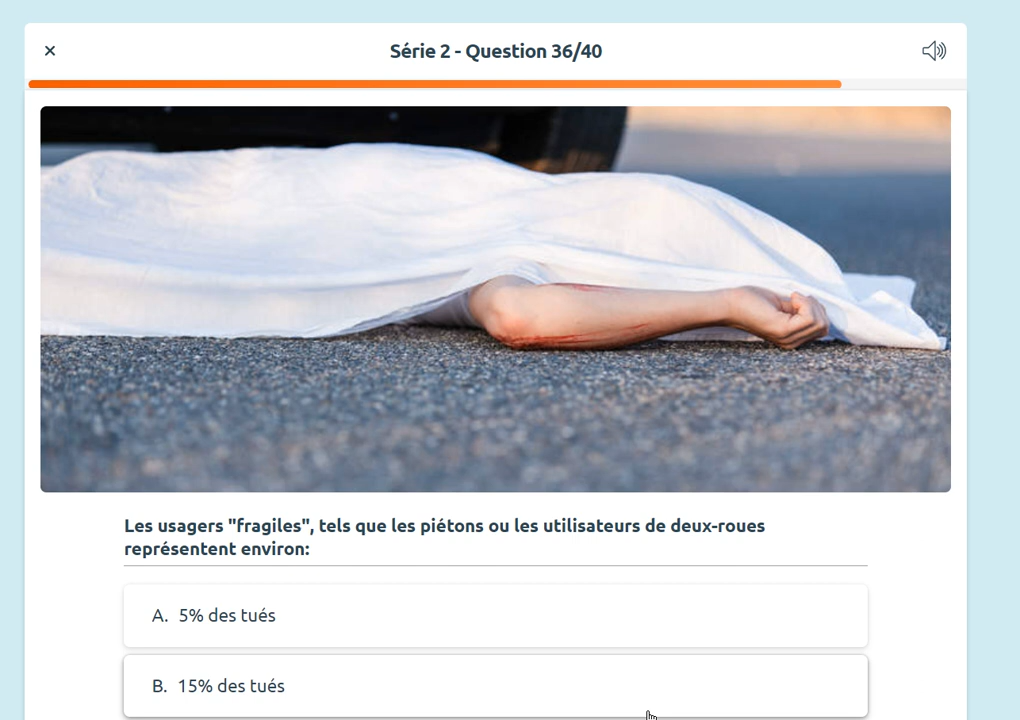 Série 2 - Question 36/40
Les usagers "fragiles", tels que les piétons ou les utilisateurs de deux-roues
représentent environ:
A. 5% des tués
B. 15% des tués